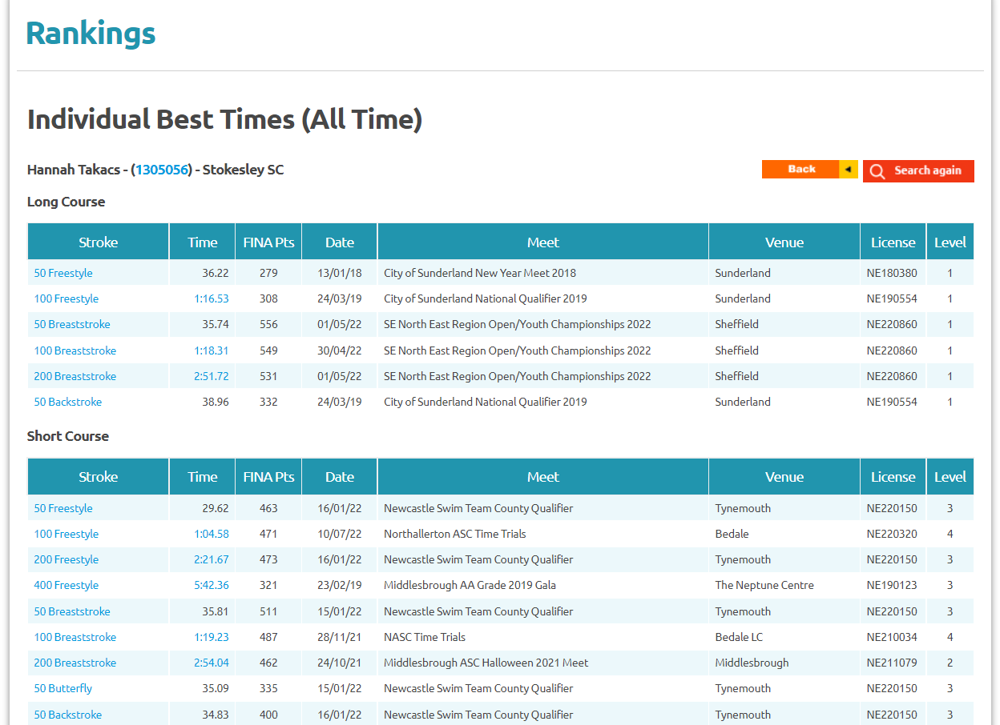 Rankings
Individual Best Times (All Time)
Hannah Takacs - (1305056) - Stokesley SC
Back Search again
Long Course
Stroke Time FINA Pts Date Meet Venue License Level
50 Freestyle 36.22 279 13/01/18 City of Sunderland New Year Meet 2018 Sunderland NE180380 1
100 Freestyle 1:16.53 308 24/03/19 City of Sunderland National Qualifier 2019 Sunderland NE190554 1
50 Breaststroke 35.74 556 01/05/22 SE North East Region Open/Youth Championships 2022 Sheffield NE220860 1
100 Breaststroke 1:18.31 549 30/04/22 SE North East Region Open/Youth Championships 2022 Sheffield NE220860 1
200 Breaststroke 2:51.72 531 01/05/22 SE North East Region Open/Youth Championships 2022 Sheffield NE220860 1
50 Backstroke 38.96 332 24/03/19 City of Sunderland National Qualifier 2019 Sunderland NE190554 1
Short Course
Stroke Time FINA Pts Date Meet Venue License Level
50 Freestyle 29.62 463 16/01/22 Newcastle Swim Team County Qualifier Tynemouth NE220150 3
100 Freestyle 1:04.58 471 10/07/22 Northallerton ASC Time Trials Bedale NE220320 4
200 Freestyle 2:21.67 473 16/01/22 Newcastle Swim Team County Qualifier Tynemouth NE220150 3
400 Freestyle 5:42.36 321 23/02/19 Middlesbrough AA Grade 2019 Gala The Neptune Centre NE190123 3
50 Breaststroke 35.81 511 15/01/22 Newcastle Swim Team County Qualifier Tynemouth NE220150 3
100 Breaststroke 1:19.23 487 28/11/21 NASC Time Trials Bedale LC NE210034 4
200 Breaststroke 2:54.04 462 24/10/21 Middlesbrough ASC Halloween 2021 Meet Middlesbrough NE211079 2
50 Butterfly 35.09 335 15/01/22 Newcastle Swim Team County Qualifier Tynemouth NE220150 3
50 Backstroke 34.83 400 16/01/22 Newcastle Swim Team County Qualifier Tynemouth NE220150 3